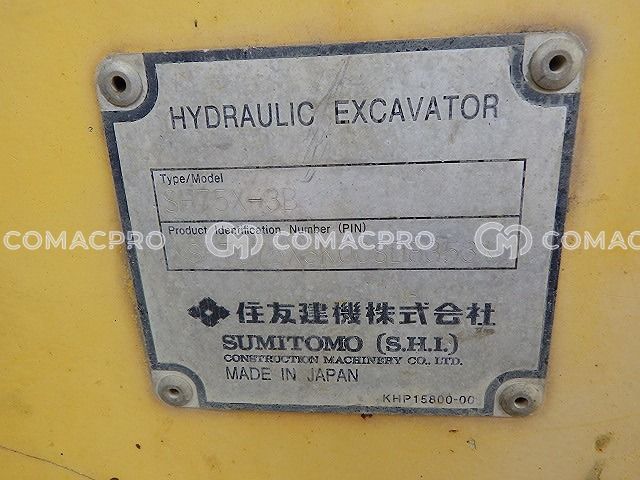 HYDRAULIC EXCAVATOR
Type/Model
SH75X-3B
Product Identification Number (PIN)
COMACPRO COMACPRO COMACPRO
住友建機株式会社
SUMITOMO (S.H.I.)
CONSTRUCTION MACHINERY CO., LTD.
MADE IN JAPAN
KHP15800-00